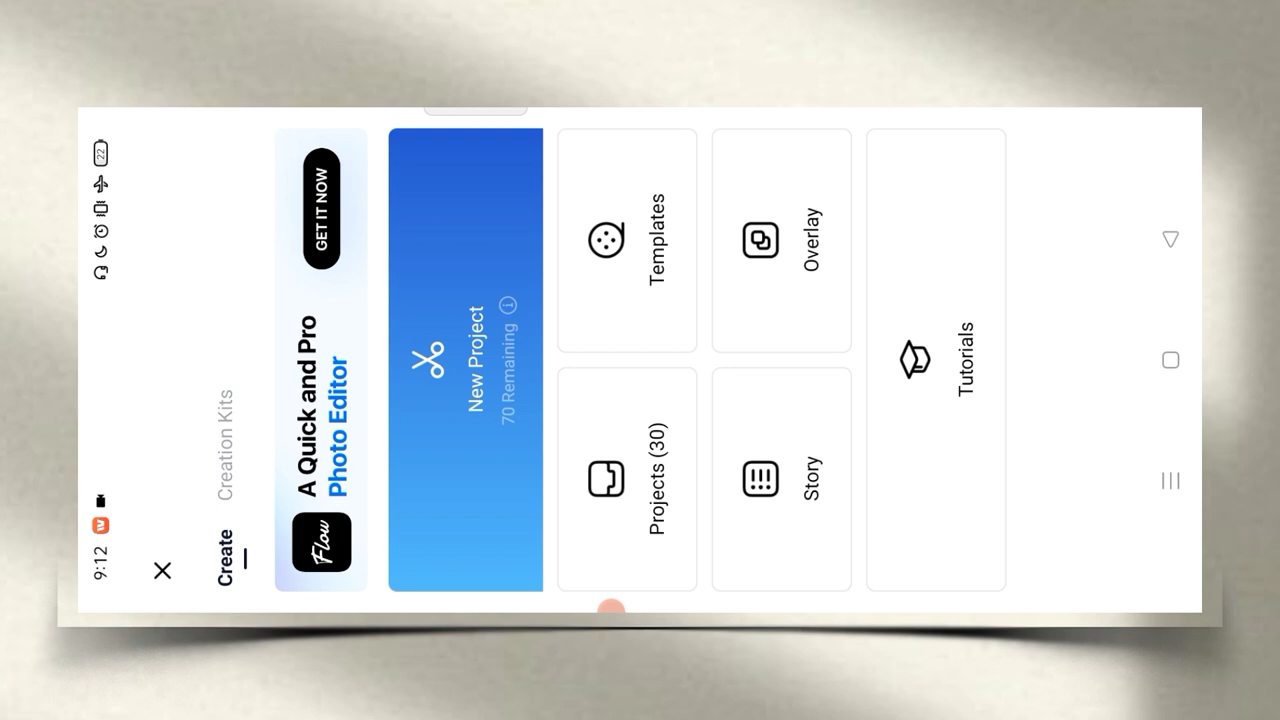 9:12
22
Create
Creation Kits
Flow
A Quick and Pro
Photo Editor
GET IT NOW
New Project
70 Remaining
Projects (30)
Templates
Story
Overlay
Tutorials